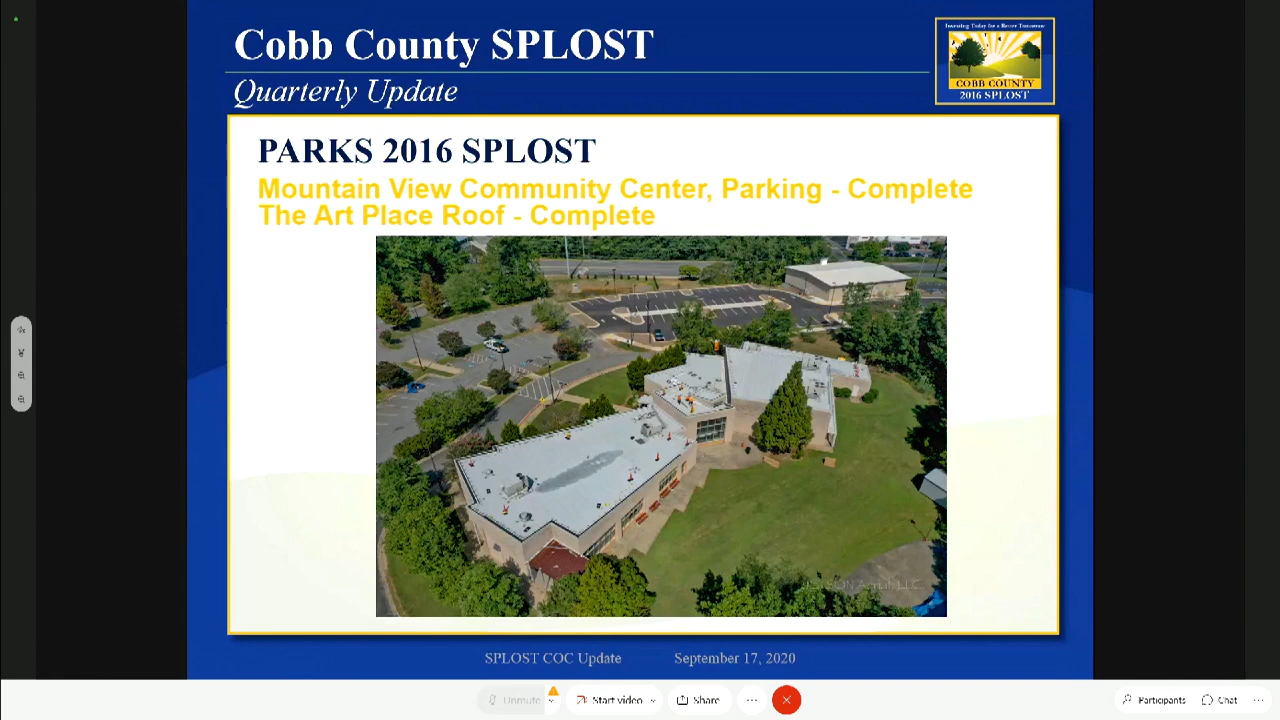 Cobb County SPLOST
Quarterly Update
Investing Today for a Better Tomorrow
COBB COUNTY
2016 SPLOST
PARKS 2016 SPLOST
Mountain View Community Center, Parking - Complete
The Art Place Roof - Complete
SPLOST COC Update September 17, 2020
Unmute Start video Share Participants Chat